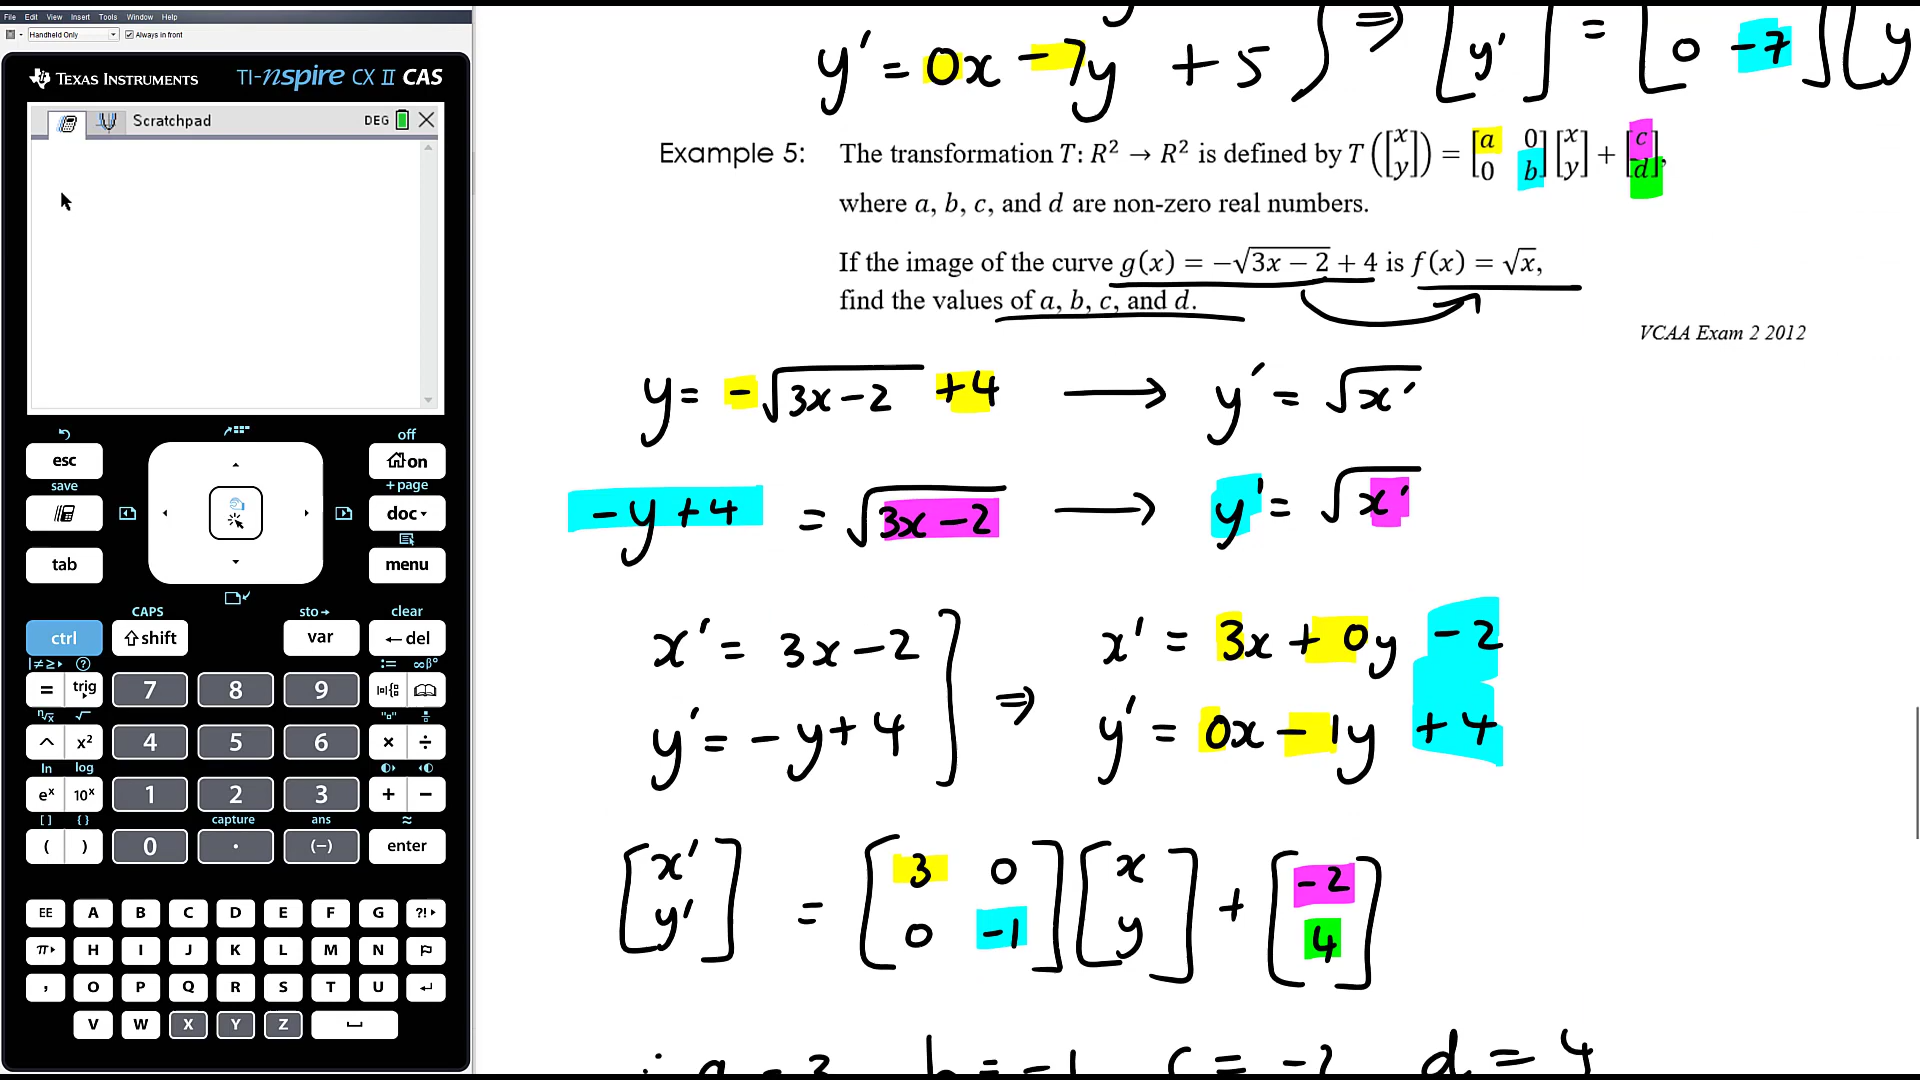 File Edit View Insert Tools Window Help
Handheld Only Always in front
TEXAS INSTRUMENTS TI-nspire CX II CAS
Scratchpad DEG
off
esc on
save + page
doc
tab menu
CAPS sto→ clear
ctrl ⇧shift var ←del
|≠≥▸ ? := ∞β°
= trig 7 8 9
ⁿ√x √
^ x² 4 5 6 × ÷
ln log
eˣ 10ˣ 1 2 3 + −
[ ] { } capture ans ≈
( ) 0 . (−) enter
EE A B C D E F G ?!▸
π▸ H I J K L M N
, O P Q R S T U ↵
V W X Y Z
y' = 0x −7y + 5 ) ⇒ [y'] = [0 −7][y
Example 5: The transformation T: R² → R² is defined by T([x y]) = [a 0 0 b][x y] + [c d],
where a, b, c, and d are non-zero real numbers.
If the image of the curve g(x) = −√(3x − 2) + 4 is f(x) = √x,
find the values of a, b, c, and d.
VCAA Exam 2 2012
y = −√(3x−2) +4 → y' = √x'
−y+4 = √(3x−2) → y' = √x'
x' = 3x−2 ⇒ x' = 3x + 0y −2
y' = −y+4 y' = 0x −1y +4
[x' y'] = [3 0 0 −1][x y] + [−2 4]
a = 3 b = −1 c = −2 d = 4